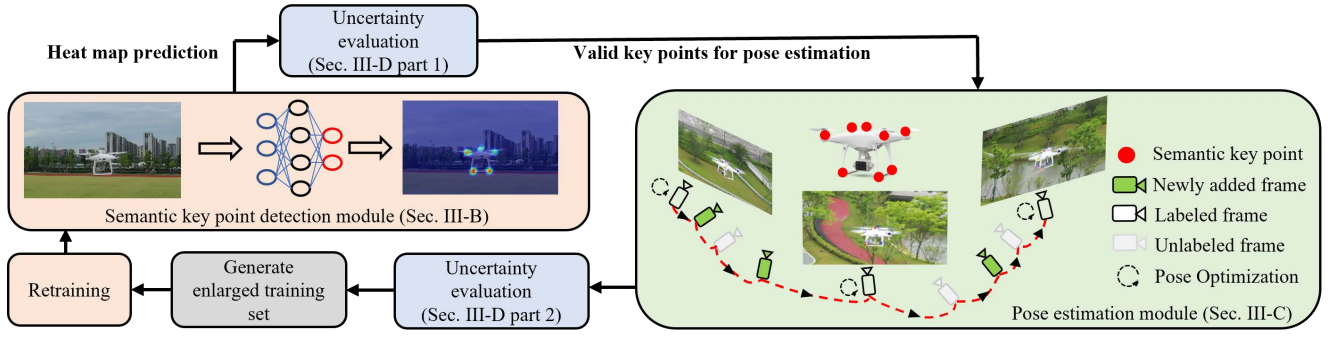 Uncertainty
evaluation
(Sec. III-D part 1)
Heat map prediction
Valid key points for pose estimation
Semantic key point detection module (Sec. III-B)
Semantic key point
Newly added frame
Labeled frame
Unlabeled frame
Pose Optimization
Pose estimation module (Sec. III-C)
Retraining
Generate
enlarged training
set
Uncertainty
evaluation
(Sec. III-D part 2)